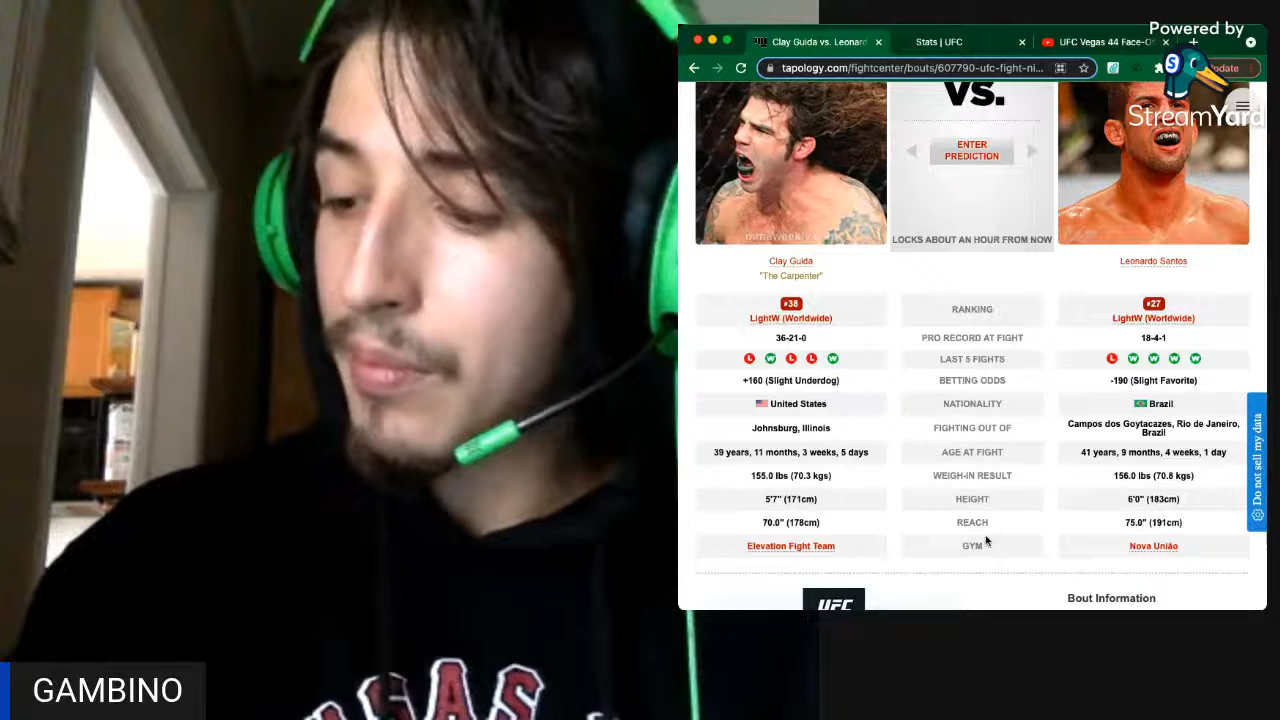 Powered by
StreamYard
Clay Guida vs. Leonard
Stats | UFC
UFC Vegas 44 Face-Of
tapology.com/fightcenter/bouts/607790-ufc-fight-ni...
VS.
ENTER
PREDICTION
mmaweekly.com
LOCKS ABOUT AN HOUR FROM NOW
Clay Guida
Leonardo Santos
"The Carpenter"
#38
LightW (Worldwide)
RANKING
#27
LightW (Worldwide)
36-21-0
PRO RECORD AT FIGHT
18-4-1
L W L L W
LAST 5 FIGHTS
L W W W W
+160 (Slight Underdog)
BETTING ODDS
-190 (Slight Favorite)
United States
NATIONALITY
Brazil
Johnsburg, Illinois
FIGHTING OUT OF
Campos dos Goytacazes, Rio de Janeiro,
Brazil
39 years, 11 months, 3 weeks, 5 days
AGE AT FIGHT
41 years, 9 months, 4 weeks, 1 day
155.0 lbs (70.3 kgs)
WEIGH-IN RESULT
156.0 lbs (70.8 kgs)
5'7" (171cm)
HEIGHT
6'0" (183cm)
70.0" (178cm)
REACH
75.0" (191cm)
Elevation Fight Team
GYM
Nova União
Do not sell my data
UFC
Bout Information
GAMBINO